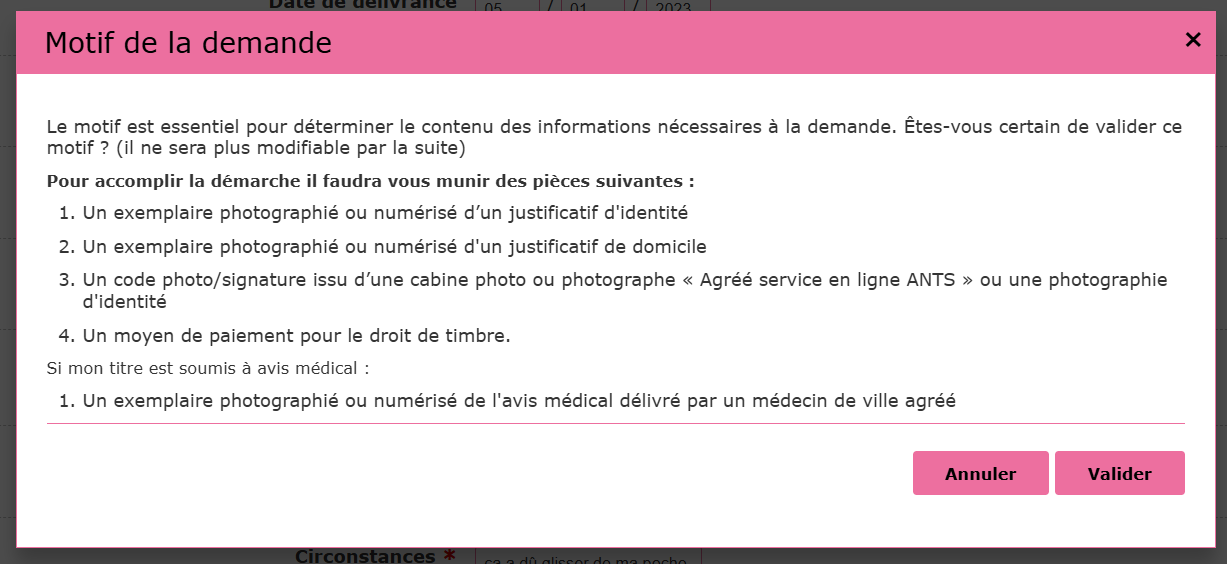 Date de délivrance 05 / 01 / 2023
Motif de la demande
Le motif est essentiel pour déterminer le contenu des informations nécessaires à la demande. Êtes-vous certain de valider ce
motif ? (il ne sera plus modifiable par la suite)
Pour accomplir la démarche il faudra vous munir des pièces suivantes :
1. Un exemplaire photographié ou numérisé d’un justificatif d'identité
2. Un exemplaire photographié ou numérisé d'un justificatif de domicile
3. Un code photo/signature issu d’une cabine photo ou photographe « Agréé service en ligne ANTS » ou une photographie
d'identité
4. Un moyen de paiement pour le droit de timbre.
Si mon titre est soumis à avis médical :
1. Un exemplaire photographié ou numérisé de l'avis médical délivré par un médecin de ville agréé
Annuler Valider
Circonstances * ça a dû glisser de ma poche